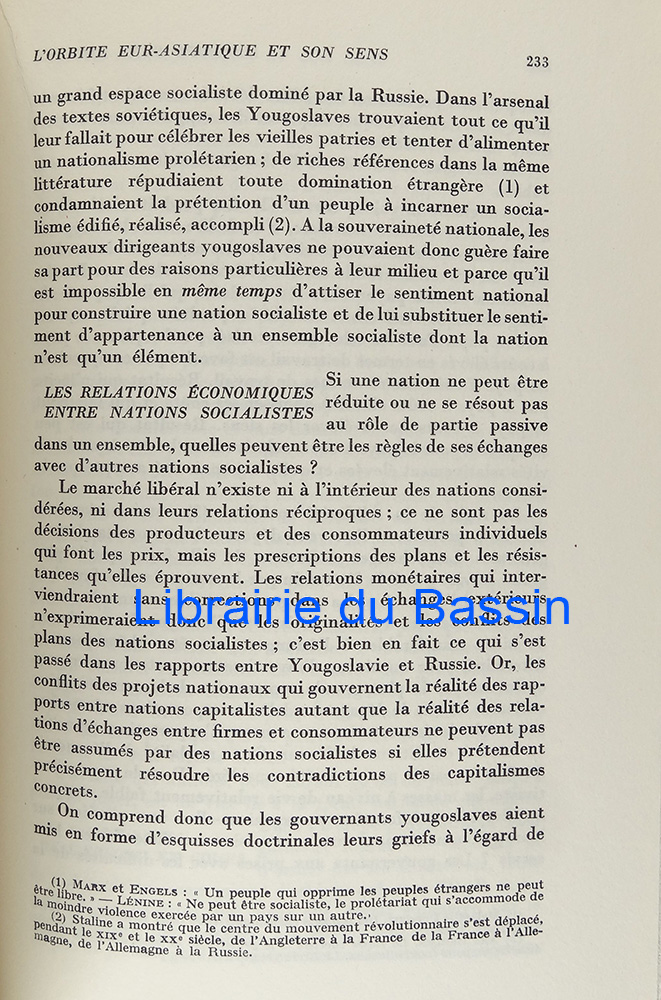 L'ORBITE EUR-ASIATIQUE ET SON SENS 233
un grand espace socialiste dominé par la Russie. Dans l'arsenal
des textes soviétiques, les Yougoslaves trouvaient tout ce qu'il
leur fallait pour célébrer les vieilles patries et tenter d'alimenter
un nationalisme prolétarien ; de riches références dans la même
littérature répudiaient toute domination étrangère (1) et
condamnaient la prétention d'un peuple à incarner un socia-
lisme édifié, réalisé, accompli (2). A la souveraineté nationale, les
nouveaux dirigeants yougoslaves ne pouvaient donc guère faire
sa part pour des raisons particulières à leur milieu et parce qu'il
est impossible en même temps d'attiser le sentiment national
pour construire une nation socialiste et de lui substituer le senti-
ment d'appartenance à un ensemble socialiste dont la nation
n'est qu'un élément.
LES RELATIONS ÉCONOMIQUES
ENTRE NATIONS SOCIALISTES
Si une nation ne peut être
réduite ou ne se résout pas
au rôle de partie passive
dans un ensemble, quelles peuvent être les règles de ses échanges
avec d'autres nations socialistes ?
Le marché libéral n'existe ni à l'intérieur des nations consi-
dérées, ni dans leurs relations réciproques ; ce ne sont pas les
décisions des producteurs et des consommateurs individuels
qui font les prix, mais les prescriptions des plans et les résis-
tances qu'elles éprouvent. Les relations monétaires qui inter-
viendraient sans correction dans les échanges extérieurs
n'exprimeraient donc que les originalités et les conflits des
Librairie du Bassin
plans des nations socialistes ; c'est bien en fait ce qui s'est
passé dans les rapports entre Yougoslavie et Russie. Or, les
conflits des projets nationaux qui gouvernent la réalité des rap-
ports entre nations capitalistes autant que la réalité des rela-
tions d'échanges entre firmes et consommateurs ne peuvent pas
être assumés par des nations socialistes si elles prétendent
précisément résoudre les contradictions des capitalismes
concrets.
On comprend donc que les gouvernants yougoslaves aient
mis en forme d'esquisses doctrinales leurs griefs à l'égard de
(1) MARX et ENGELS : « Un peuple qui opprime les peuples étrangers ne peut
être libre. » — LÉNINE : « Ne peut être socialiste, le prolétariat qui s'accommode de
la moindre violence exercée par un pays sur un autre.
(2) Staline a montré que le centre du mouvement révolutionnaire s'est déplacé,
pendant le XIXe et le XXe siècle, de l'Angleterre à la France de la France à l'Alle-
magne, de l'Allemagne à la Russie.